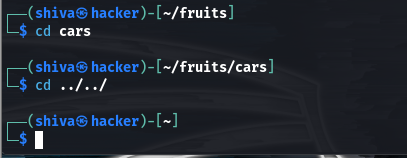 ┌──(shiva㉿hacker)-[~/fruits]
└─$ cd cars
┌──(shiva㉿hacker)-[~/fruits/cars]
└─$ cd ../../
┌──(shiva㉿hacker)-[~]
└─$